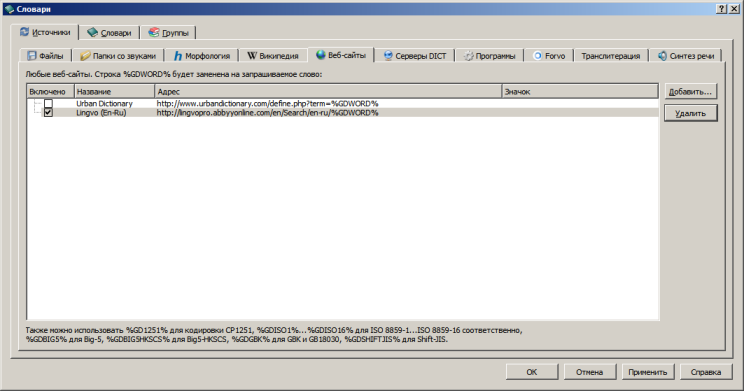 Словари
Источники Словари Группы
Файлы Папки со звуками Морфология Википедия Веб-сайты Серверы DICT Программы Forvo Транслитерация Синтез речи
Любые веб-сайты. Строка %GDWORD% будет заменена на запрашиваемое слово:
Включено Название Адрес Значок
Urban Dictionary http://www.urbandictionary.com/define.php?term=%GDWORD%
Lingvo (En-Ru) http://lingvopro.abbyyonline.com/en/Search/en-ru/%GDWORD%
Добавить...
Удалить
Также можно использовать %GD1251% для кодировки CP1251, %GDISO1%...%GDISO16% для ISO 8859-1...ISO 8859-16 соответственно,
%GDBIG5% для Big-5, %GDBIG5HKSCS% для Big5-HKSCS, %GDGBK% для GBK и GB18030, %GDSHIFTJIS% для Shift-JIS.
ОК Отмена Применить Справка